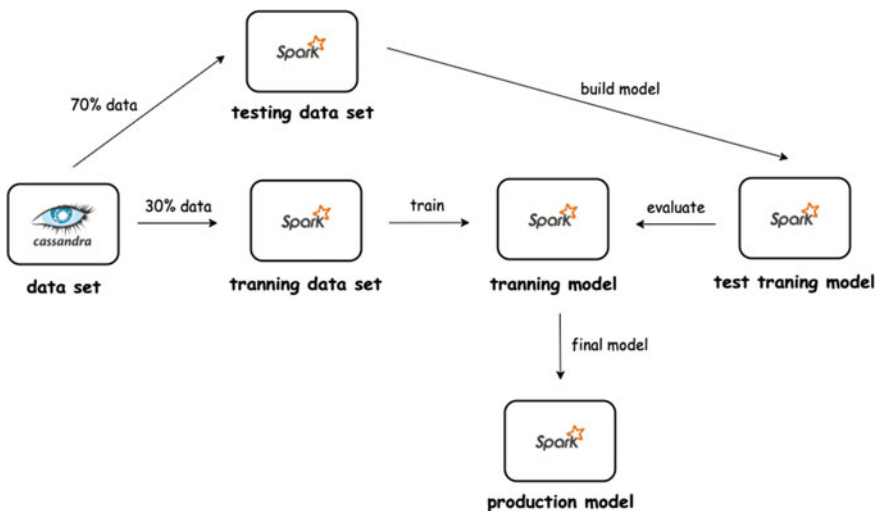 Spark
testing data set
70% data
build model
cassandra
data set
30% data
Spark
tranning data set
train
Spark
tranning model
evaluate
Spark
test traning model
final model
Spark
production model